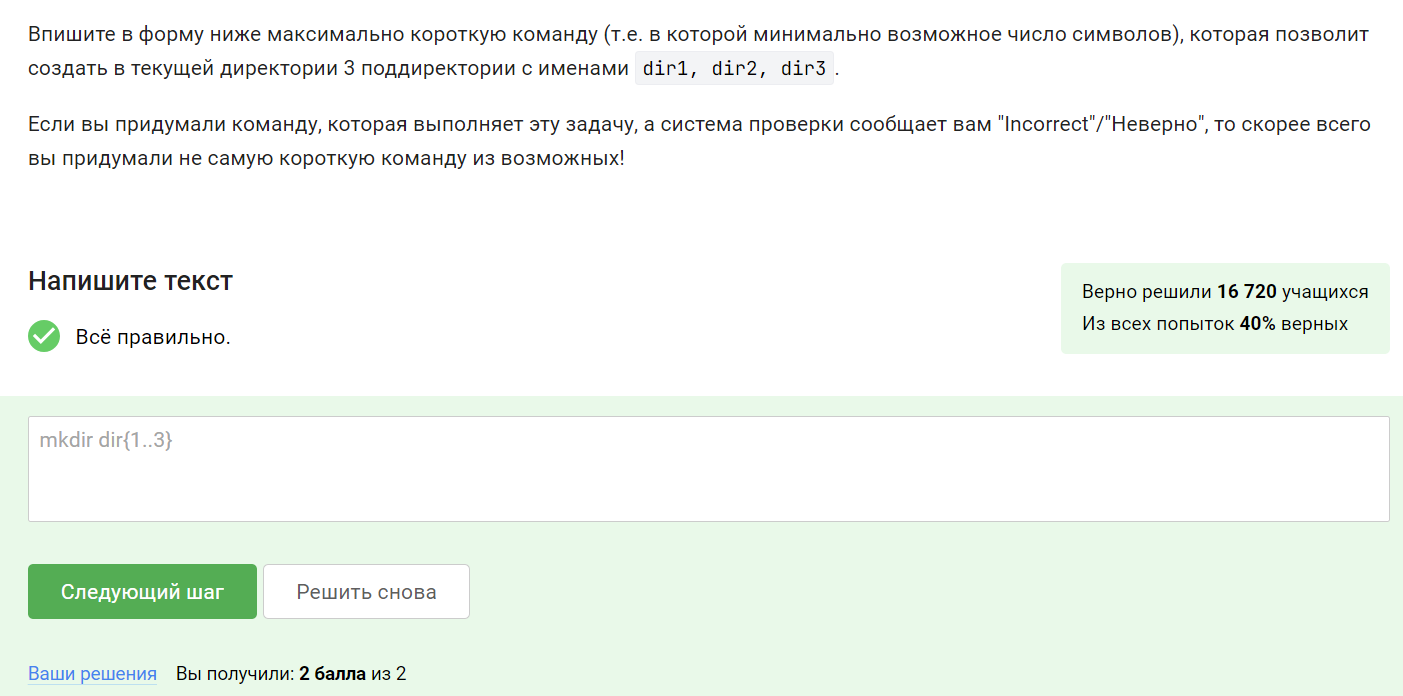 Впишите в форму ниже максимально короткую команду (т.е. в которой минимально возможное число символов), которая позволит
создать в текущей директории 3 поддиректории с именами dir1, dir2, dir3 .
Если вы придумали команду, которая выполняет эту задачу, а система проверки сообщает вам "Incorrect"/"Неверно", то скорее всего
вы придумали не самую короткую команду из возможных!
Напишите текст
Всё правильно.
Верно решили 16 720 учащихся
Из всех попыток 40% верных
mkdir dir{1..3}
Следующий шаг
Решить снова
Ваши решения Вы получили: 2 балла из 2